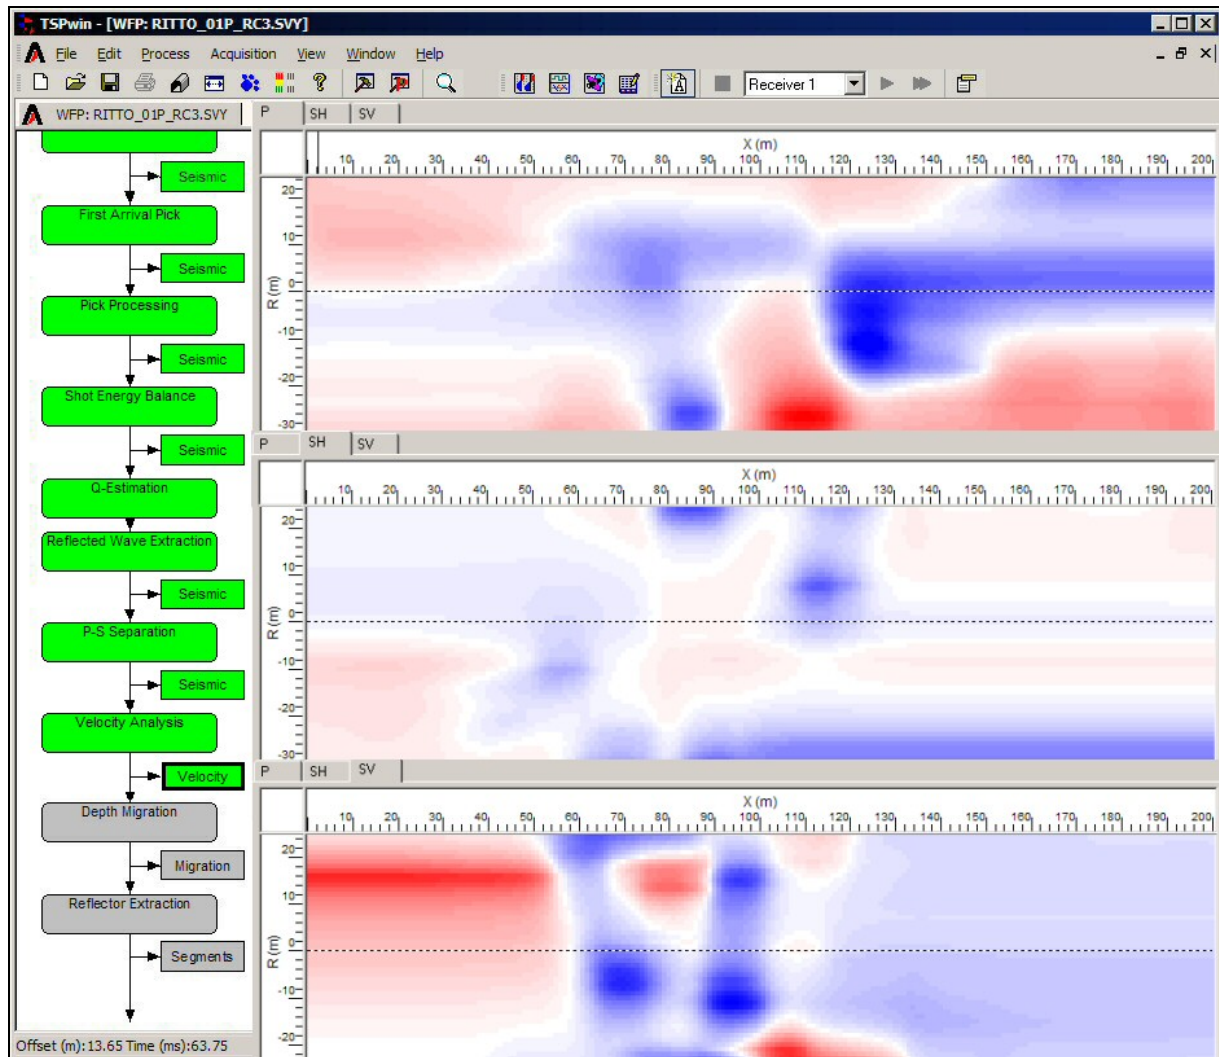 TSPwin - [WFP: RITTO_01P_RC3.SVY]
File Edit Process Acquisition View Window Help
Receiver 1
WFP: RITTO_01P_RC3.SVY
Seismic
First Arrival Pick
Seismic
Pick Processing
Seismic
Shot Energy Balance
Seismic
Q-Estimation
Reflected Wave Extraction
Seismic
P-S Separation
Seismic
Velocity Analysis
Velocity
Depth Migration
Migration
Reflector Extraction
Segments
Offset (m):13.65 Time (ms):63.75
P SH SV
X (m)
10 20 30 40 50 60 70 80 90 100 110 120 130 140 150 160 170 180 190 200
R (m)
20
10
0
-10
-20
-30
P SH SV
X (m)
10 20 30 40 50 60 70 80 90 100 110 120 130 140 150 160 170 180 190 200
R (m)
20
10
0
-10
-20
-30
P SH SV
X (m)
10 20 30 40 50 60 70 80 90 100 110 120 130 140 150 160 170 180 190 200
R (m)
20
10
0
-10
-20